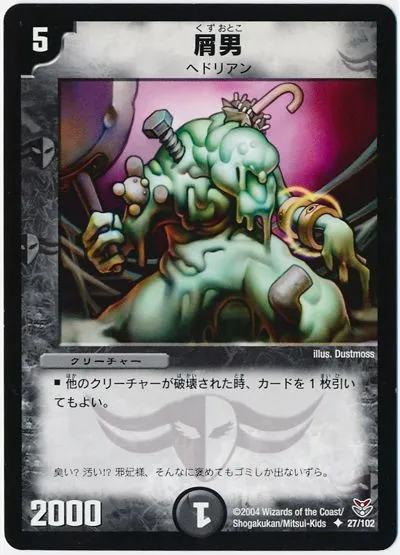 5
くずおとこ
屑男
ヘドリアン
illus. Dustmoss
クリーチャー
■ 他のクリーチャーが破壊された時、カードを1枚引い
てもよい。
臭い? 汚い!? 邪妃様、そんなに褒めてもゴミしか出ないずら。
2000
1
©2004 Wizards of the Coast/
Shogakukan/Mitsui-Kids ✦ 27/102